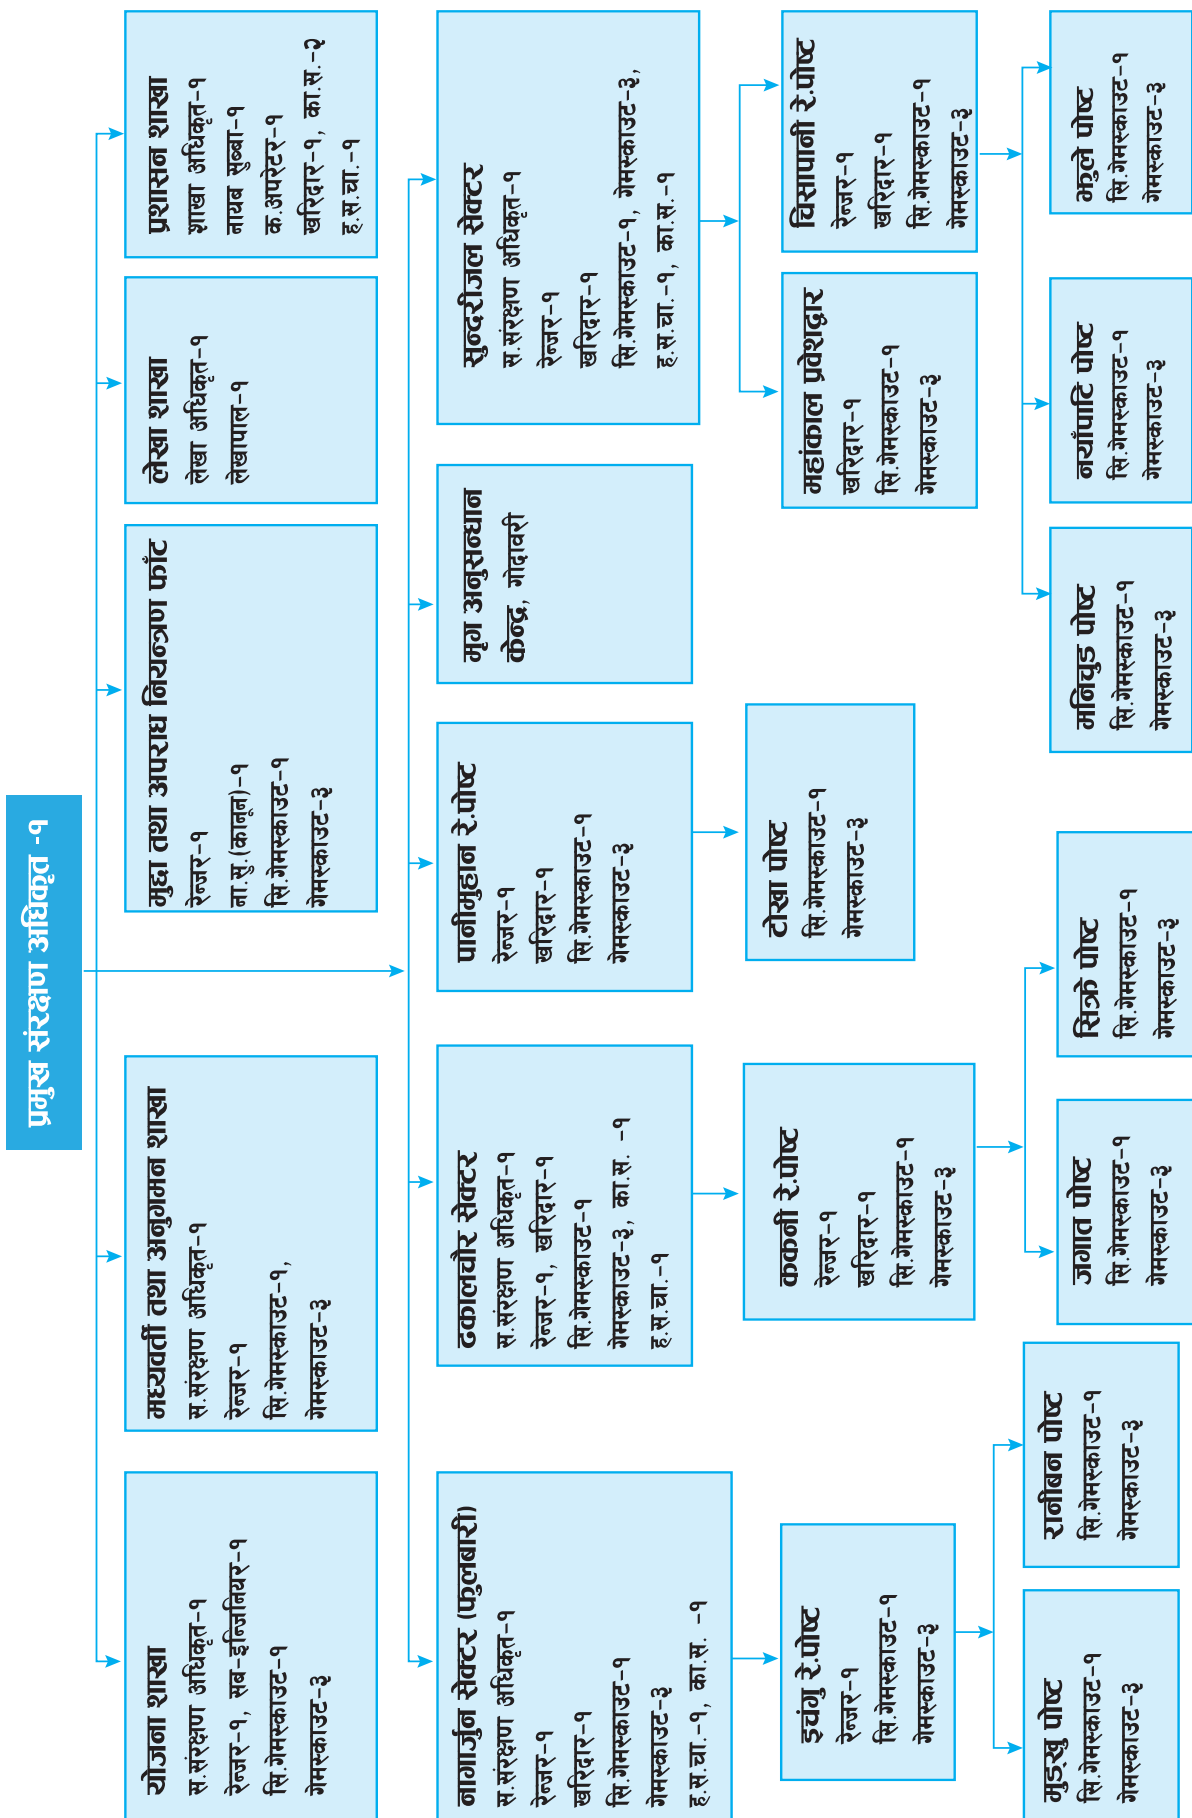 प्रमुख संरक्षण अधिकृत -१
योजना शाखा
स.संरक्षण अधिकृत-१
रेन्जर-१, सब-इन्जिनियर-१
सि.गेमस्काउट-१
गेमस्काउट-३
मध्यवर्ती तथा अनुगमन शाखा
स.संरक्षण अधिकृत-१
रेन्जर-१
सि.गेमस्काउट-१,
गेमस्काउट-३
मुद्दा तथा अपराध नियन्त्रण फाँट
रेन्जर-१
ना.सु.(कानून)-१
सि.गेमस्काउट-१
गेमस्काउट-३
लेखा शाखा
लेखा अधिकृत-१
लेखापाल-१
प्रशासन शाखा
शाखा अधिकृत-१
नायब सुब्बा-१
क.अपरेटर-१
खरिदार-१, का.स.-२
ह.स.चा.-१
नागार्जुन सेक्टर (फुलबारी)
स.संरक्षण अधिकृत-१
रेन्जर-१
खरिदार-१
सि.गेमस्काउट-१
गेमस्काउट-३
ह.स.चा.-१, का.स. -१
ढकालचौर सेक्टर
स.संरक्षण अधिकृत-१
रेन्जर-१, खरिदार-१
सि.गेमस्काउट-१
गेमस्काउट-३, का.स. -१
ह.स.चा.-१
पानीमुहान रे.पोष्ट
रेन्जर-१
खरिदार-१
सि.गेमस्काउट-१
गेमस्काउट-३
मृग अनुसन्धान
केन्द्र, गोदावरी
सुन्दरीजल सेक्टर
स.संरक्षण अधिकृत-१
रेन्जर-१
खरिदार-१
सि.गेमस्काउट-१, गेमस्काउट-३,
ह.स.चा.-१, का.स.-१
इचंगु रे.पोष्ट
रेन्जर-१
सि.गेमस्काउट-१
गेमस्काउट-३
ककनी रे.पोष्ट
रेन्जर-१
खरिदार-१
सि.गेमस्काउट-१
गेमस्काउट-३
टोखा पोष्ट
सि.गेमस्काउट-१
गेमस्काउट-३
महांकाल प्रवेशद्वार
खरिदार-१
सि.गेमस्काउट-१
गेमस्काउट-३
चिसापानी रे.पोष्ट
रेन्जर-१
खरिदार-१
सि.गेमस्काउट-१
गेमस्काउट-३
मुड्खु पोष्ट
सि.गेमस्काउट-१
गेमस्काउट-३
रानीबन पोष्ट
सि.गेमस्काउट-१
गेमस्काउट-३
जगात पोष्ट
सि.गेमस्काउट-१
गेमस्काउट-३
सिक्रे पोष्ट
सि.गेमस्काउट-१
गेमस्काउट-३
मनिचुड पोष्ट
सि.गेमस्काउट-१
गेमस्काउट-३
नयाँपाटि पोष्ट
सि.गेमस्काउट-१
गेमस्काउट-३
झुले पोष्ट
सि.गेमस्काउट-१
गेमस्काउट-३